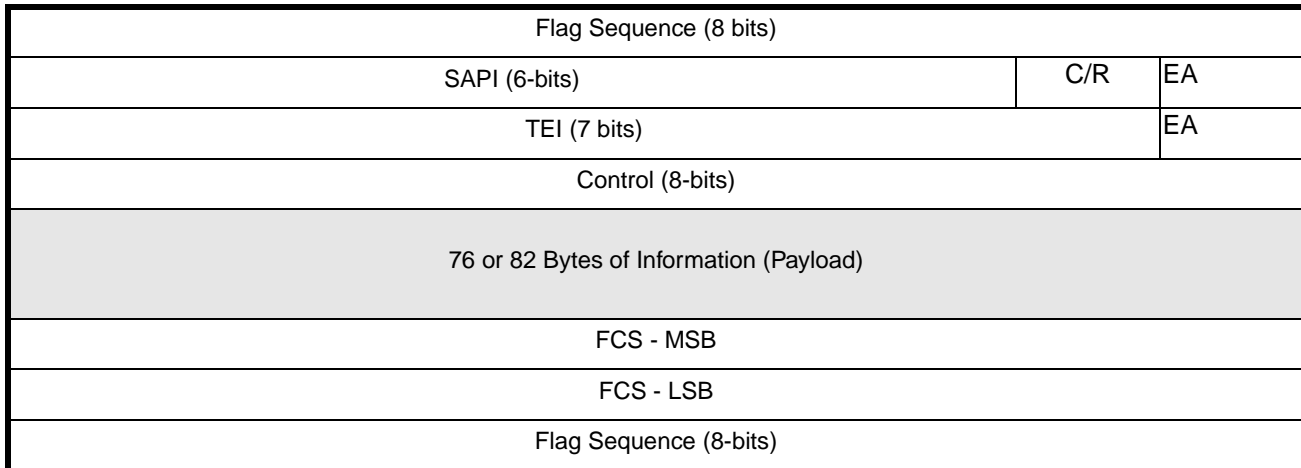 Flag Sequence (8 bits)
SAPI (6-bits) C/R EA
TEI (7 bits) EA
Control (8-bits)
76 or 82 Bytes of Information (Payload)
FCS - MSB
FCS - LSB
Flag Sequence (8-bits)